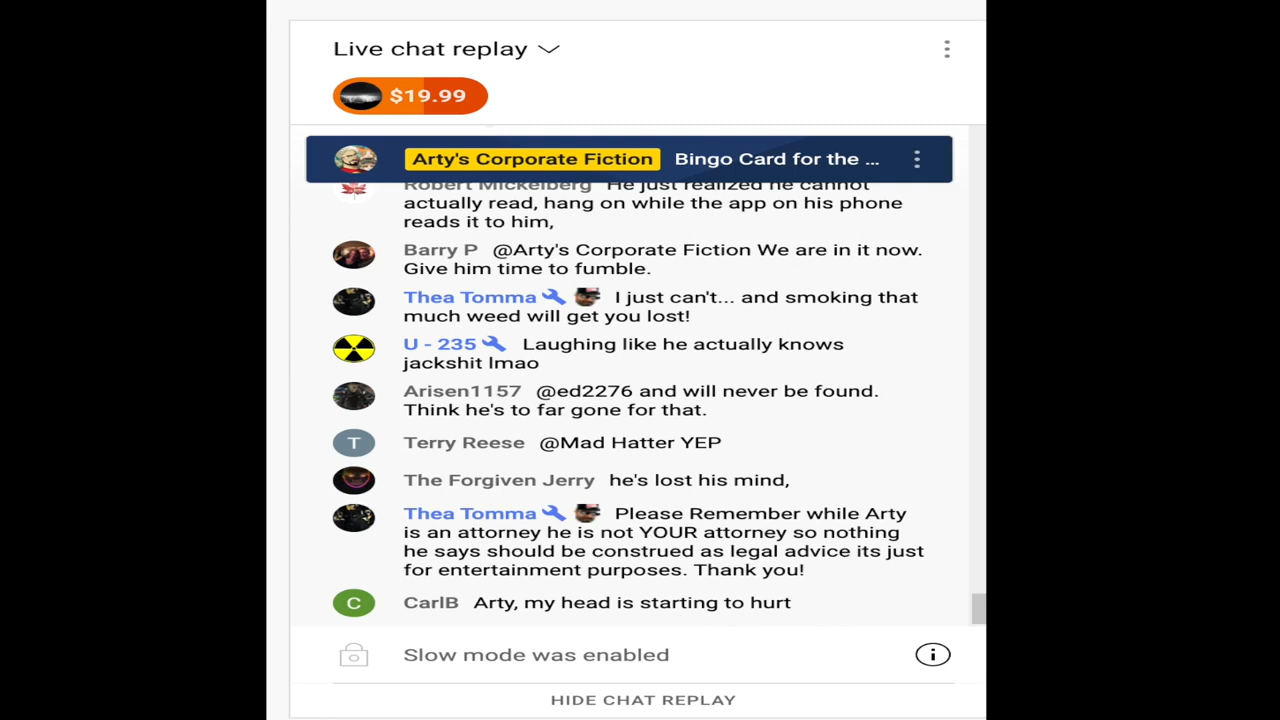 Live chat replay
$19.99
Arty's Corporate Fiction Bingo Card for the ...
Robert Mickelberg He just realized he cannot
actually read, hang on while the app on his phone
reads it to him,
Barry P @Arty's Corporate Fiction We are in it now.
Give him time to fumble.
Thea Tomma I just can't... and smoking that
much weed will get you lost!
U - 235 Laughing like he actually knows
jackshit lmao
Arisen1157 @ed2276 and will never be found.
Think he's to far gone for that.
T Terry Reese @Mad Hatter YEP
The Forgiven Jerry he's lost his mind,
Thea Tomma Please Remember while Arty
is an attorney he is not YOUR attorney so nothing
he says should be construed as legal advice its just
for entertainment purposes. Thank you!
C CarlB Arty, my head is starting to hurt
Slow mode was enabled
HIDE CHAT REPLAY